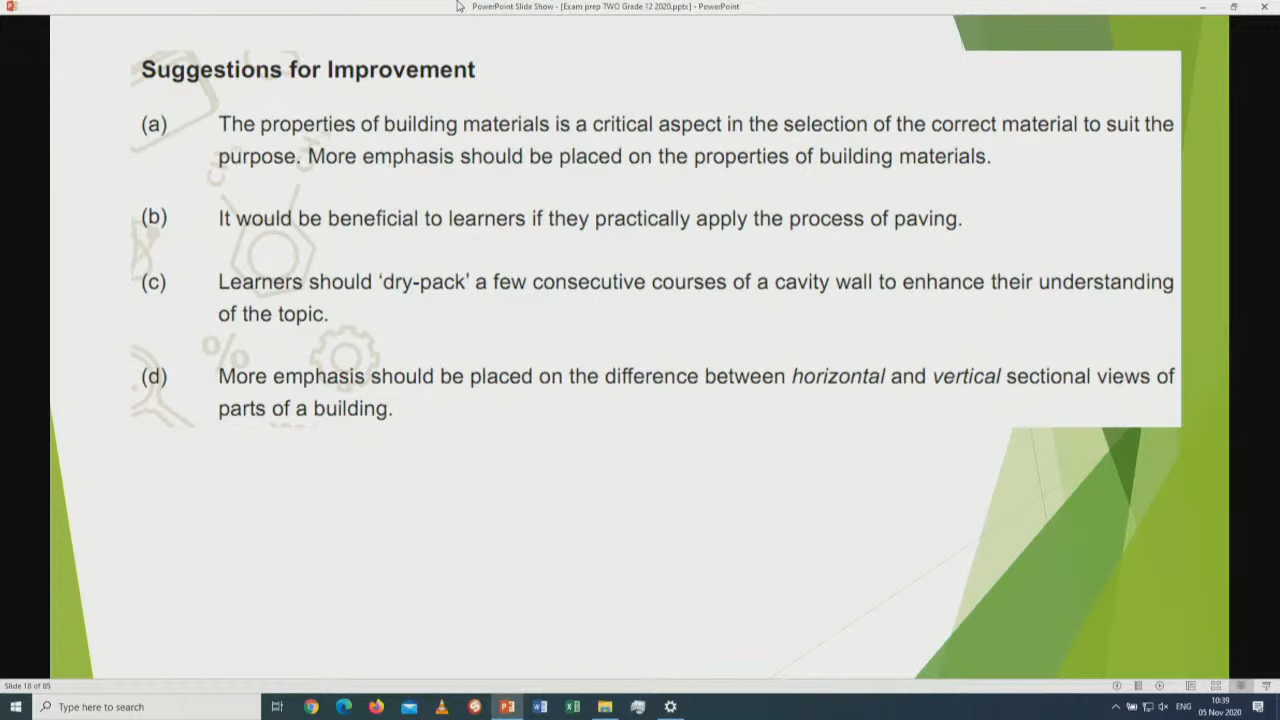 PowerPoint Slide Show - [Exam prep TWO Grade 12 2020.pptx] - PowerPoint
Suggestions for Improvement
(a) The properties of building materials is a critical aspect in the selection of the correct material to suit the
purpose. More emphasis should be placed on the properties of building materials.
(b) It would be beneficial to learners if they practically apply the process of paving.
(c) Learners should ‘dry-pack’ a few consecutive courses of a cavity wall to enhance their understanding
of the topic.
(d) More emphasis should be placed on the difference between horizontal and vertical sectional views of
parts of a building.
%
Slide 18 of 85
Type here to search
ENG
10:39
05 Nov 2020